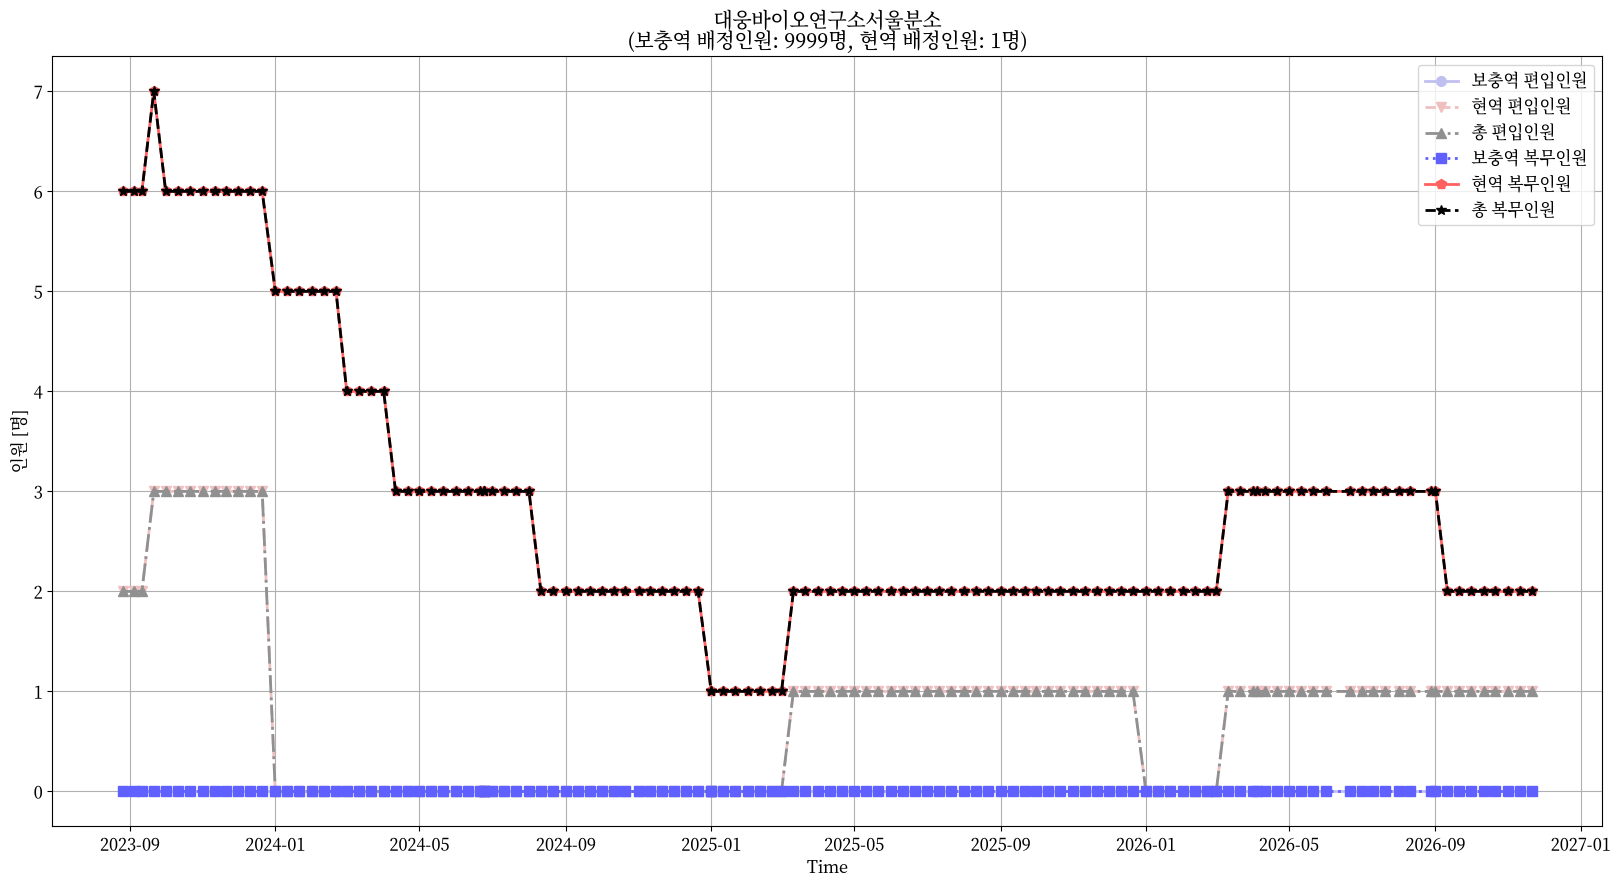 대웅바이오연구소서울분소
(보충역 배정인원: 9999명, 현역 배정인원: 1명)
보충역 편입인원
현역 편입인원
총 편입인원
보충역 복무인원
현역 복무인원
총 복무인원
인원 [명]
7
6
5
4
3
2
1
0
2023-09
2024-01
2024-05
2024-09
2025-01
2025-05
2025-09
2026-01
2026-05
2026-09
2027-01
Time